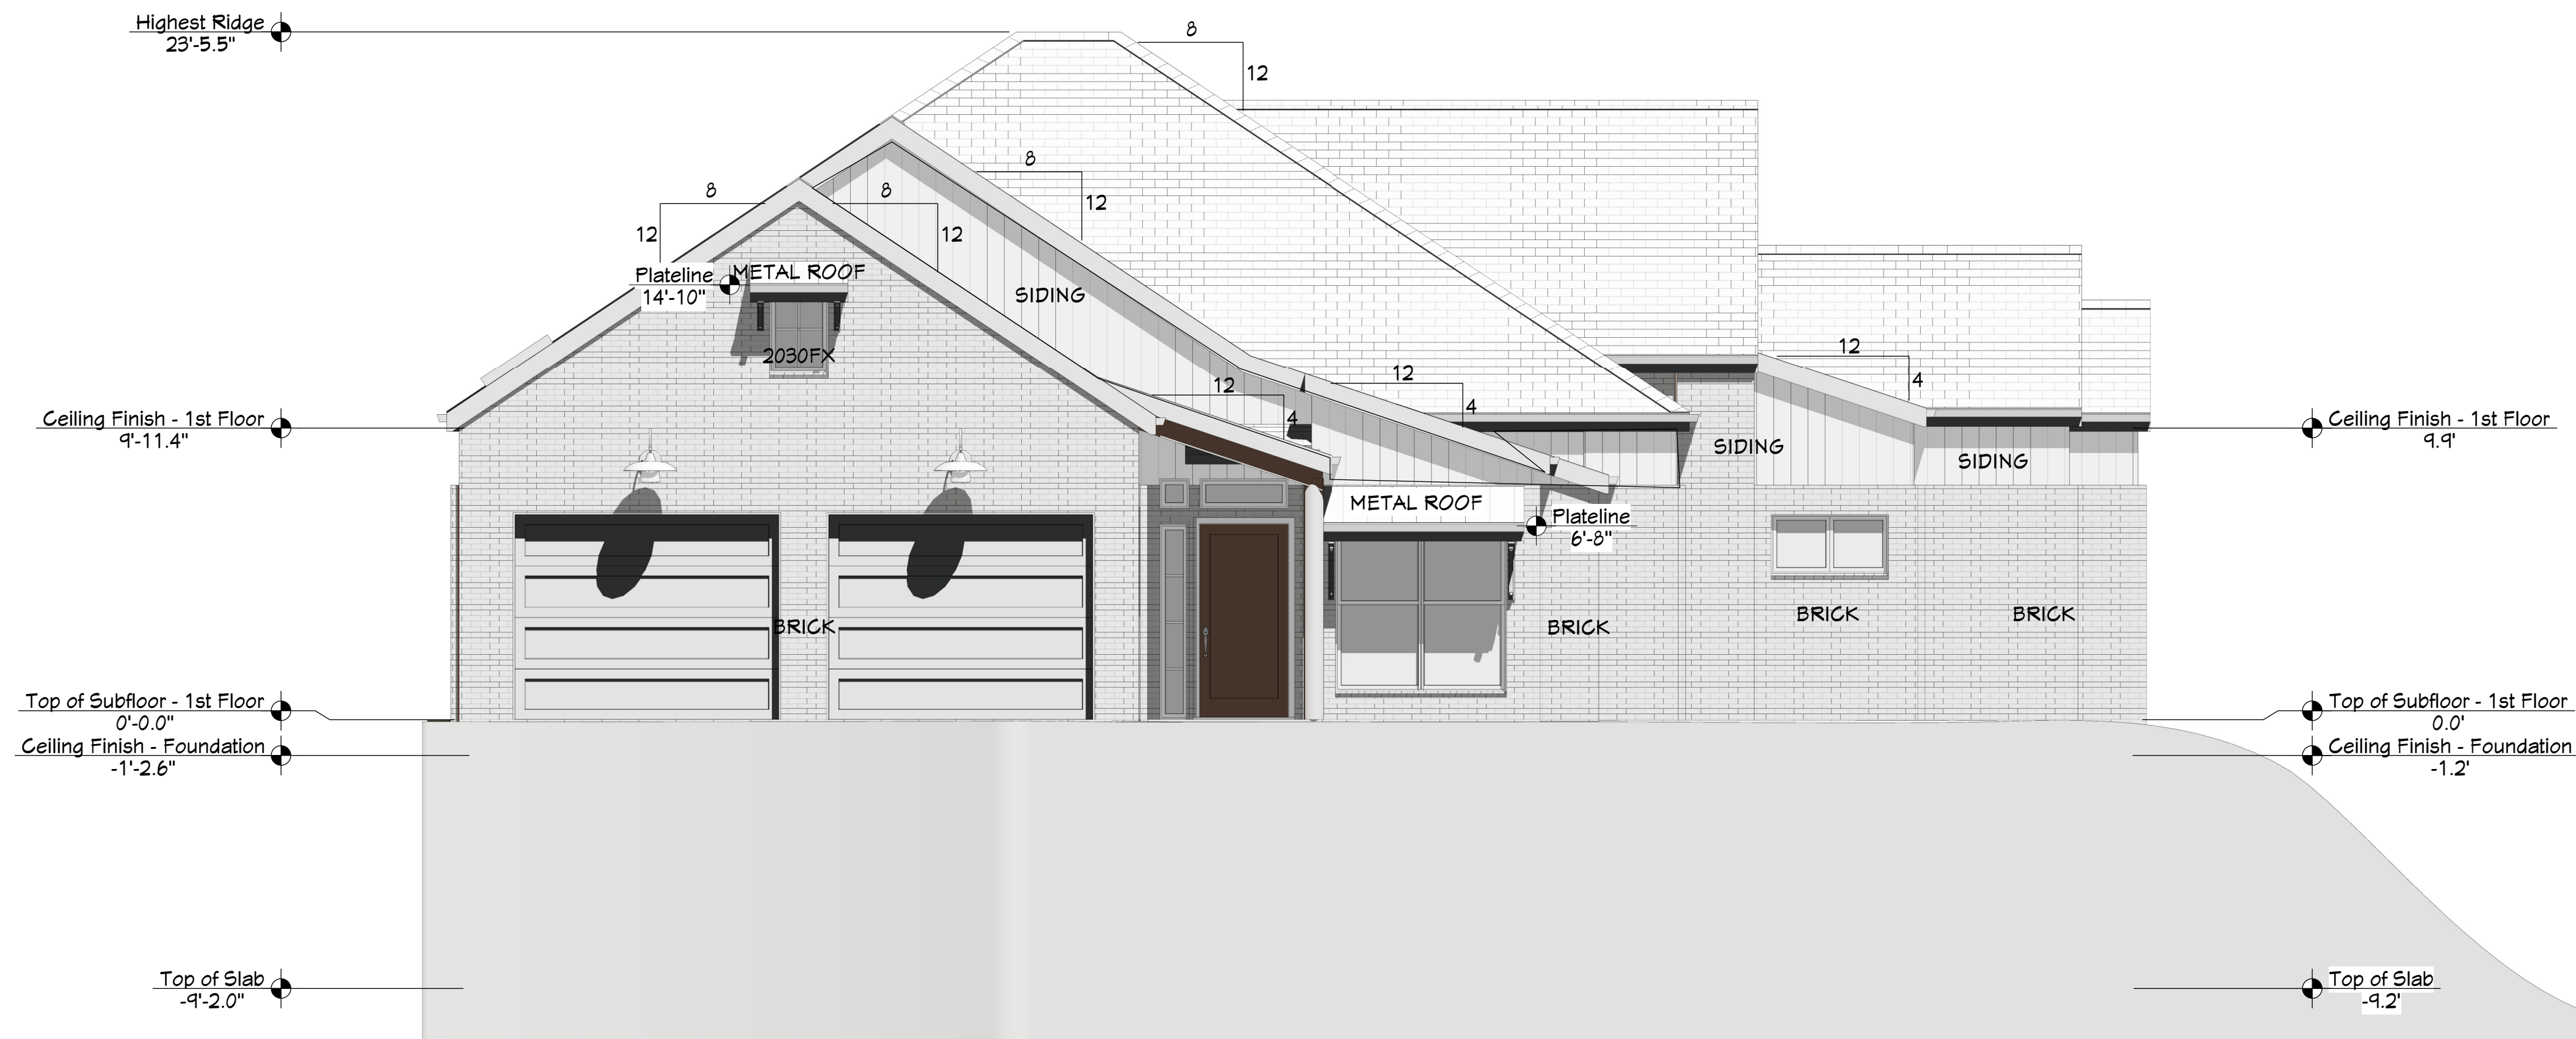 Highest Ridge
23'-5.5"
8
12
8
12
8
12
8
12
Plateline
14'-10"
METAL ROOF
SIDING
2030FX
12
4
12
4
12
4
Ceiling Finish - 1st Floor
9'-11.4"
Ceiling Finish - 1st Floor
9.9'
SIDING
SIDING
METAL ROOF
Plateline
6'-8"
BRICK
BRICK
BRICK
BRICK
Top of Subfloor - 1st Floor
0'-0.0"
Top of Subfloor - 1st Floor
0.0'
Ceiling Finish - Foundation
-1'-2.6"
Ceiling Finish - Foundation
-1.2'
Top of Slab
-9'-2.0"
Top of Slab
-9.2'